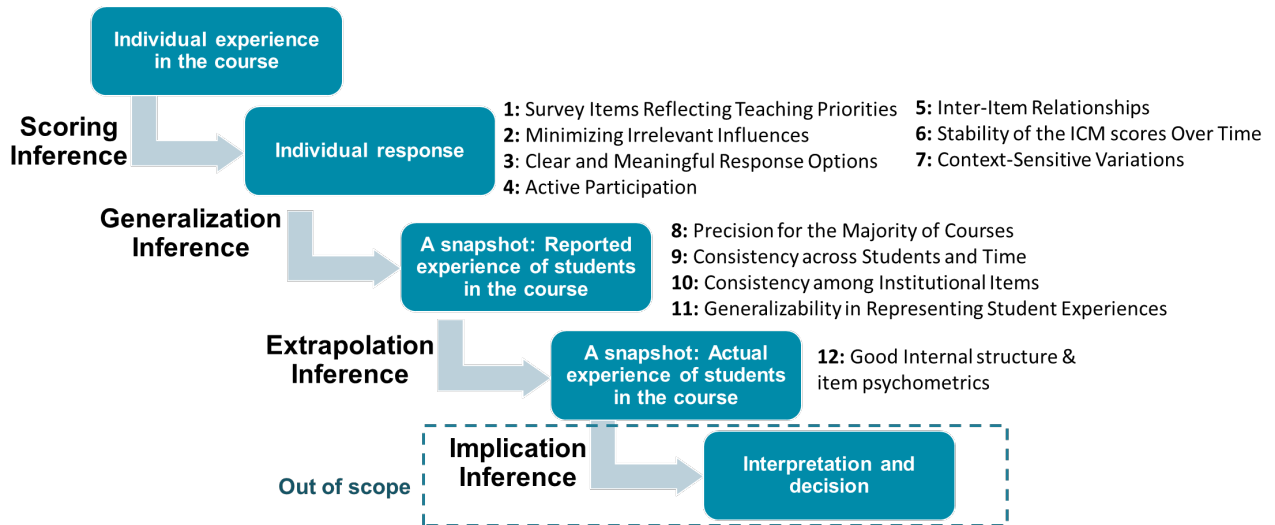 Individual experience
in the course
Scoring
Inference
Individual response
1: Survey Items Reflecting Teaching Priorities
2: Minimizing Irrelevant Influences
3: Clear and Meaningful Response Options
4: Active Participation
5: Inter-Item Relationships
6: Stability of the ICM scores Over Time
7: Context-Sensitive Variations
Generalization
Inference
A snapshot: Reported
experience of students
in the course
8: Precision for the Majority of Courses
9: Consistency across Students and Time
10: Consistency among Institutional Items
11: Generalizability in Representing Student Experiences
Extrapolation
Inference
A snapshot: Actual
experience of students
in the course
12: Good Internal structure &
item psychometrics
Implication
Inference
Interpretation and
decision
Out of scope